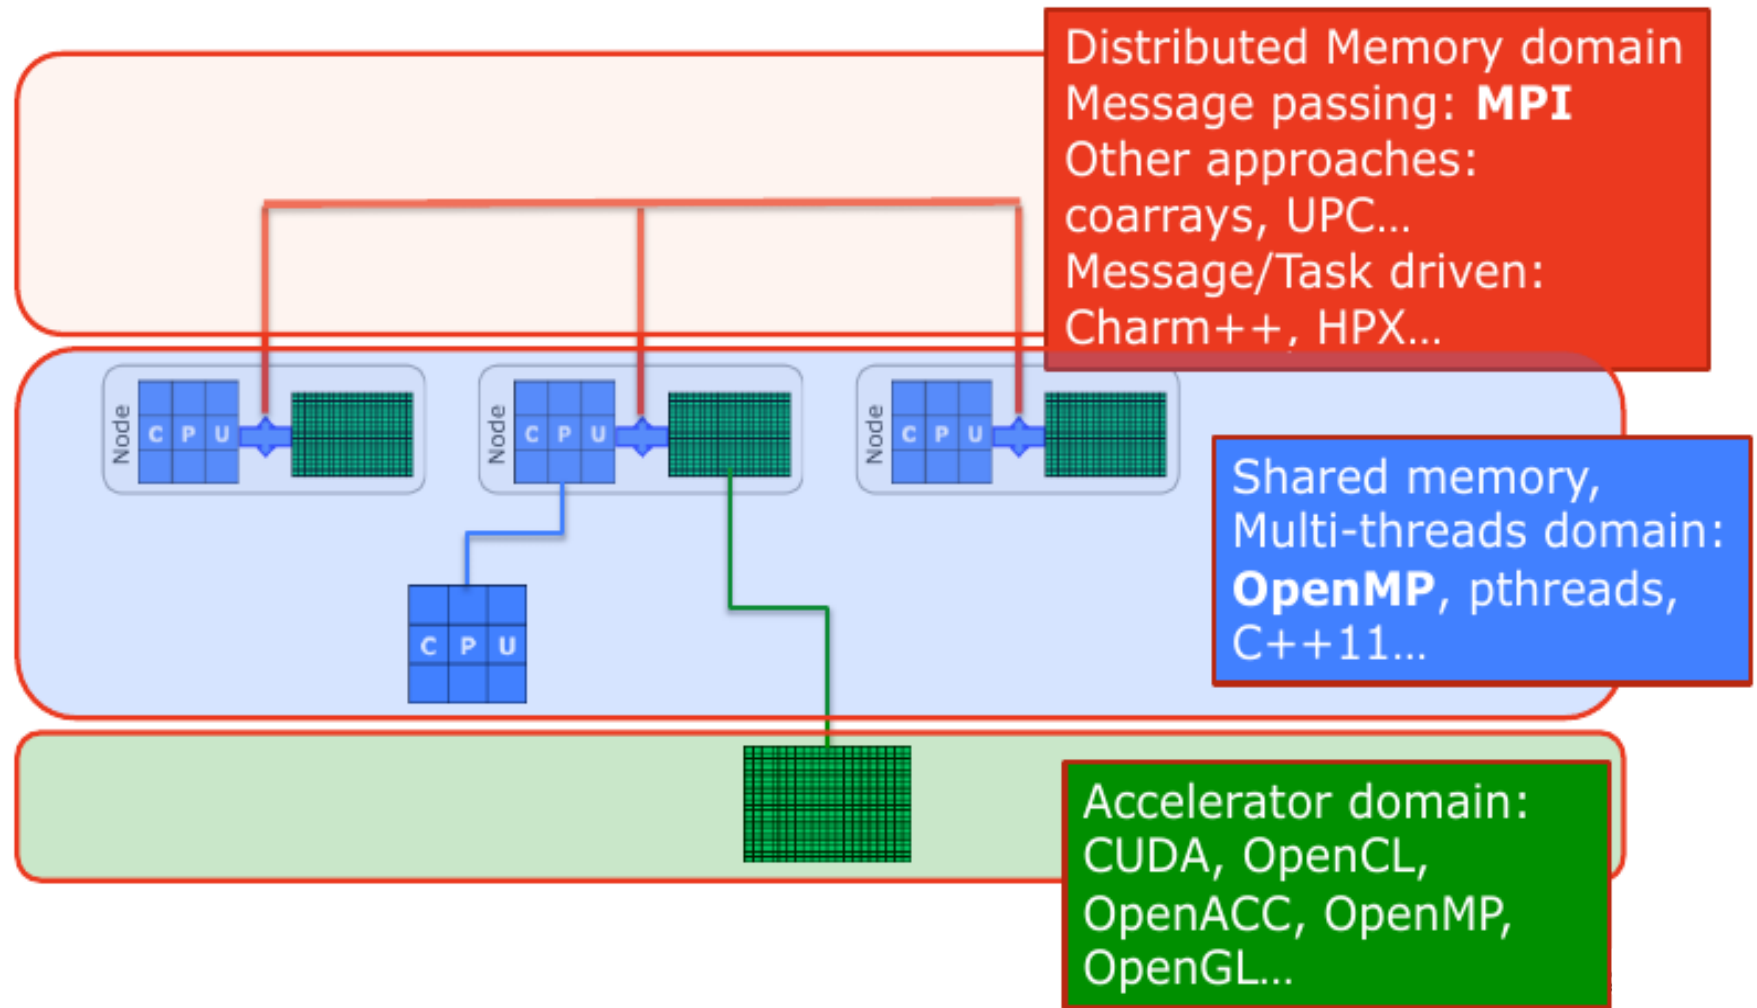 Distributed Memory domain
Message passing: MPI
Other approaches:
coarrays, UPC…
Message/Task driven:
Charm++, HPX…
Node
C P U
Node
C P U
Node
C P U
Shared memory,
Multi-threads domain:
OpenMP, pthreads,
C++11…
C P U
Accelerator domain:
CUDA, OpenCL,
OpenACC, OpenMP,
OpenGL…